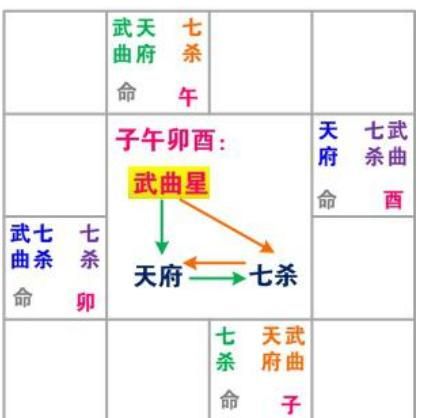 武天 七
曲府 杀
命 午
子午卯酉：
武曲星
天府 七杀
天 七武
府 杀曲
命 酉
武七 七
曲杀 杀
命 卯
七 天武
杀 府曲
命 子